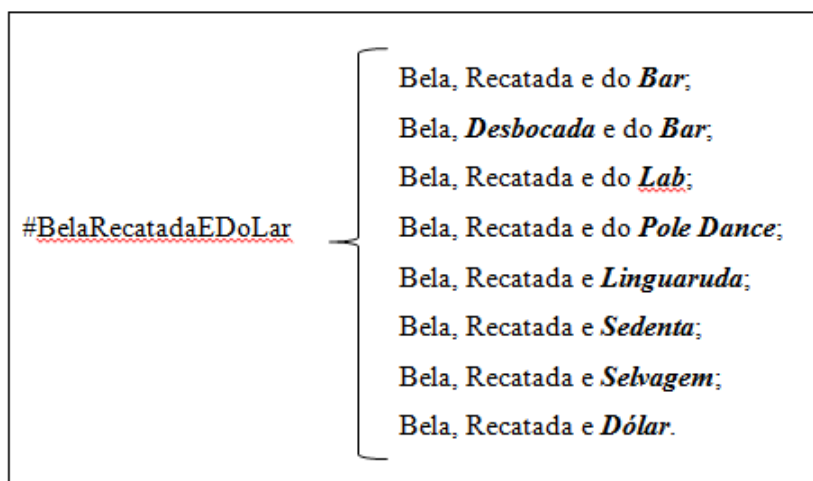 Bela, Recatada e do Bar;
Bela, Desbocada e do Bar;
Bela, Recatada e do Lab;
#BelaRecatadaEDoLar
Bela, Recatada e do Pole Dance;
Bela, Recatada e Linguaruda;
Bela, Recatada e Sedenta;
Bela, Recatada e Selvagem;
Bela, Recatada e Dólar.